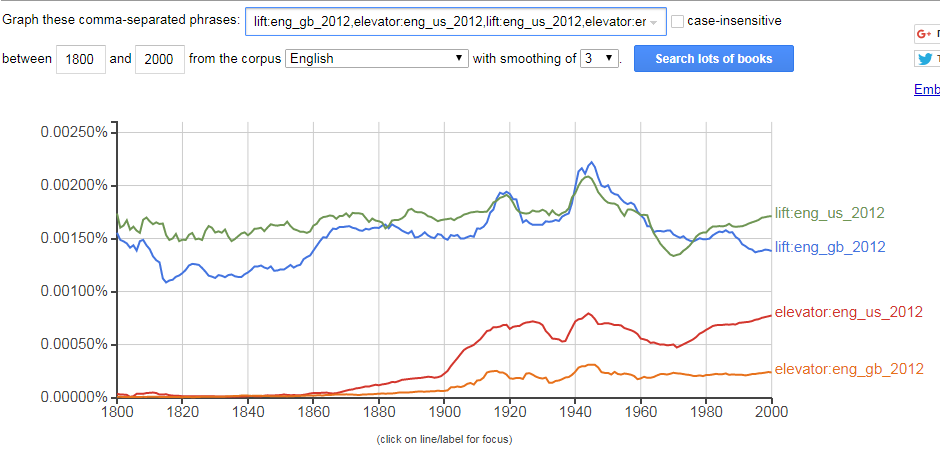 Graph these comma-separated phrases: lift:eng_gb_2012,elevator:eng_us_2012,lift:eng_us_2012,elevator:er case-insensitive
between 1800 and 2000 from the corpus English with smoothing of 3 . Search lots of books
G+
Emb
0.00250%
0.00200%
0.00150%
0.00100%
0.00050%
0.00000%
lift:eng_us_2012
lift:eng_gb_2012
elevator:eng_us_2012
elevator:eng_gb_2012
1800 1820 1840 1860 1880 1900 1920 1940 1960 1980 2000
(click on line/label for focus)